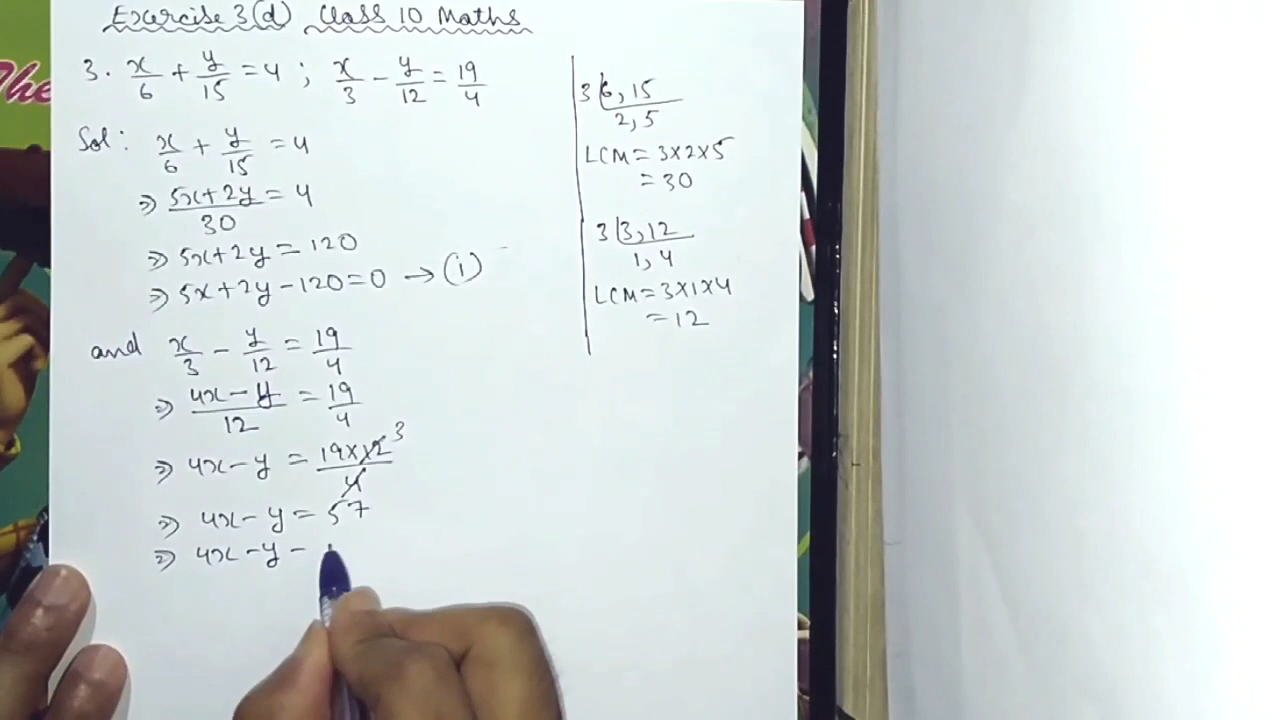 Exercise 3(d) Class 10 Maths
The
3. x/6 + y/15 = 4 ; x/3 - y/12 = 19/4
Sol: x/6 + y/15 = 4
⇒ (5x+2y)/30 = 4
⇒ 5x+2y = 120
⇒ 5x+2y-120=0 → (i)
and x/3 - y/12 = 19/4
⇒ (4x-y)/12 = 19/4
⇒ 4x-y = (19×12)/4 3
⇒ 4x-y = 57
⇒ 4x-y-
3 | 6, 15
2, 5
LCM = 3×2×5
= 30
3 | 3, 12
1, 4
LCM = 3×1×4
= 12